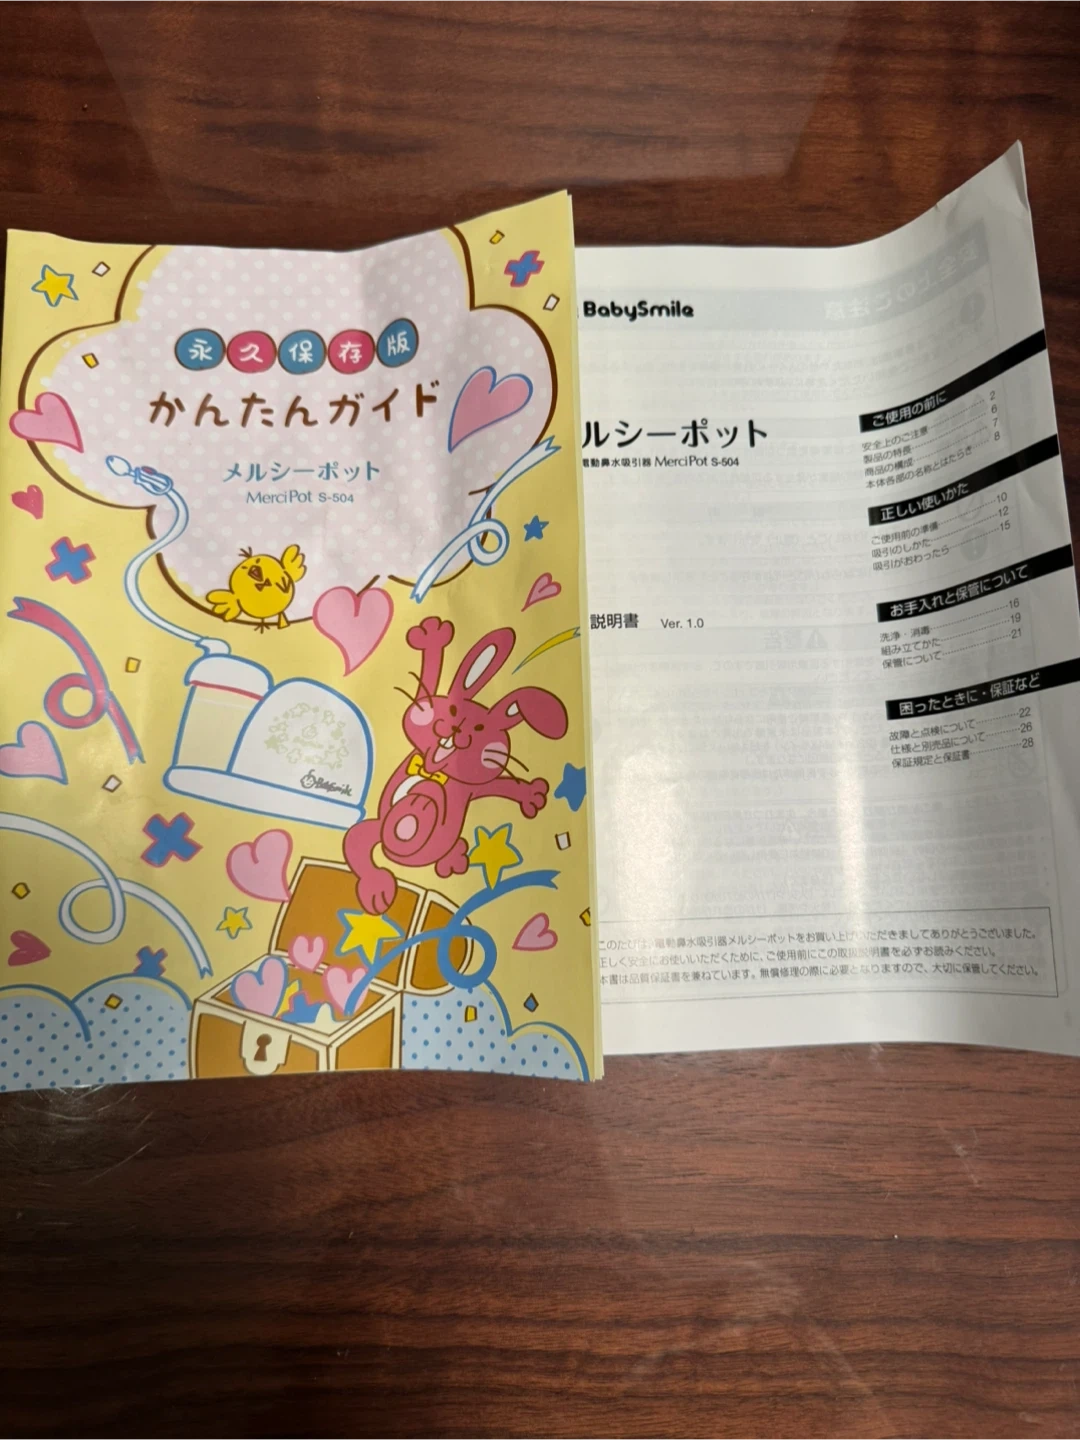 永久保存版
かんたんガイド
メルシーポット
MerciPot S-504
BabySmile
BabySmile
ルシーポット
電動鼻水吸引器 MerciPot S-504
説明書 Ver. 1.0
ご使用の前に
安全上のご注意 2
製品の特長 6
商品の構成 7
本体各部の名称とはたらき 8
正しい使いかた
ご使用前の準備 10
吸引のしかた 12
吸引がおわったら 15
お手入れと保管について
洗浄・消毒 16
組み立てかた 19
保管について 21
困ったときに・保証など
故障と点検について 22
仕様と別売品について 26
保証規定と保証書 28
このたびは、電動鼻水吸引器メルシーポットをお買い上げいただきましてありがとうございました。
正しく安全にお使いいただくために、ご使用前にこの取扱説明書を必ずお読みください。
本書は品質保証書を兼ねています。無償修理の際に必要となりますので、大切に保管してください。